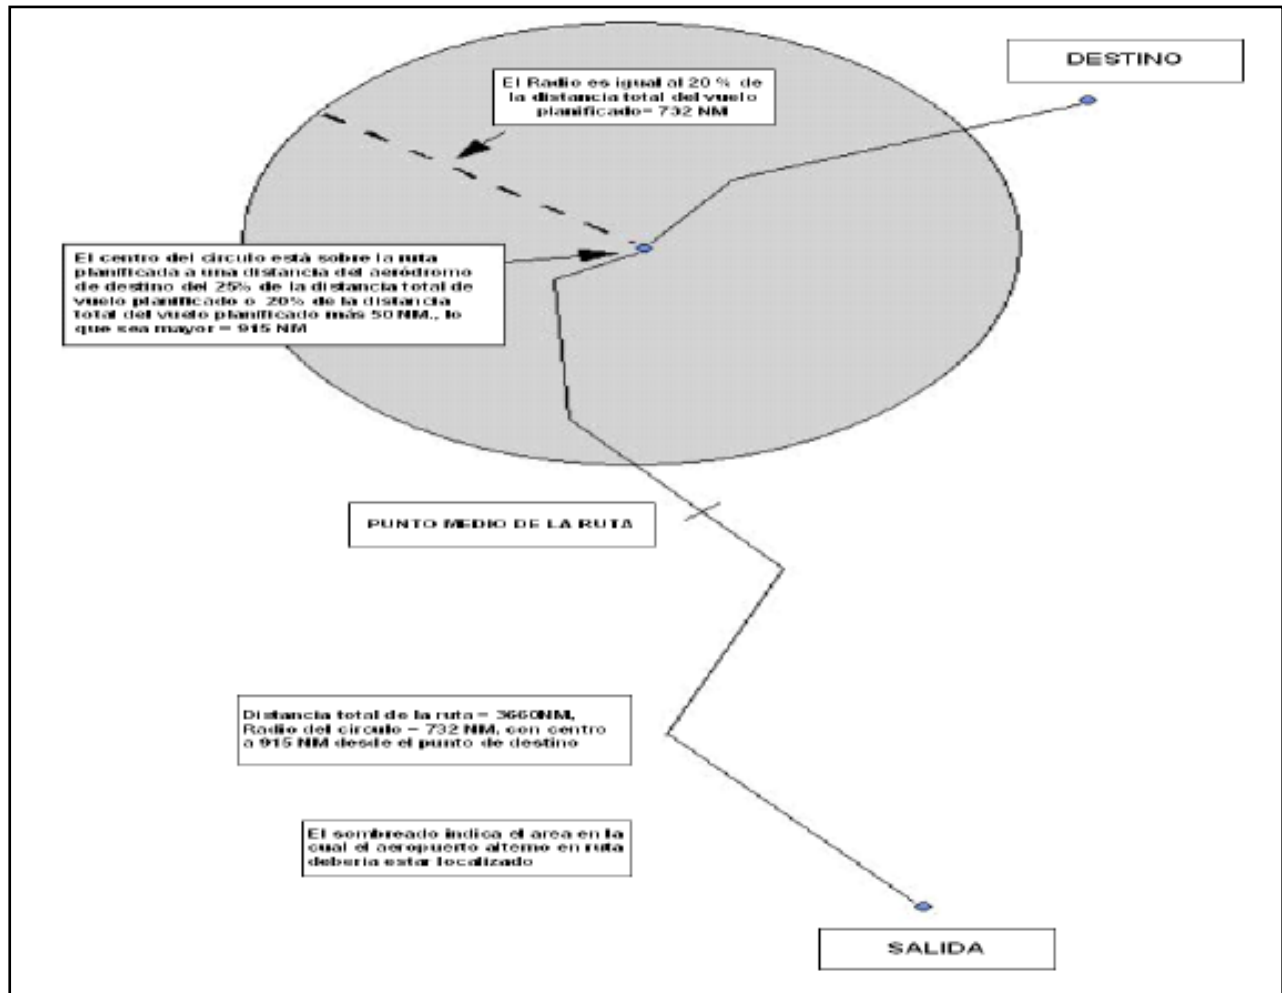 DESTINO
El Radio es igual al 20 % de
la distancia total del vuelo
planificado= 732 NM
El centro del circulo está sobre la ruta
planificada a una distancia del aeródromo
de destino del 25% de la distancia total de
vuelo planificado o 20% de la distancia
total del vuelo planificado más 50 NM., lo
que sea mayor = 915 NM
PUNTO MEDIO DE LA RUTA
Distancia total de la ruta = 3660NM,
Radio del circulo = 732 NM, con centro
a 915 NM desde el punto de destino
El sombreado indica el area en la
cual el aeropuerto alterno en ruta
debería estar localizado
SALIDA